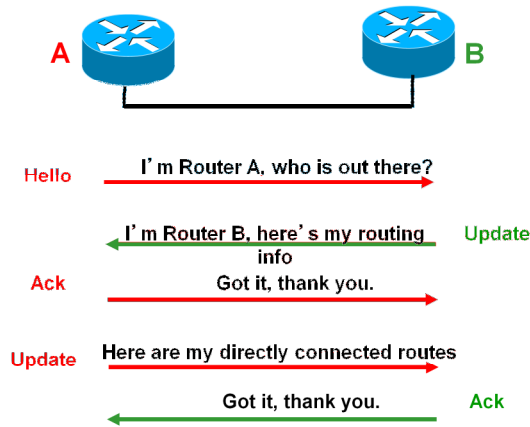 A
B
I'm Router A, who is out there?
Hello
I'm Router B, here's my routing
info
Update
Ack
Got it, thank you.
Update
Here are my directly connected routes
Got it, thank you.
Ack